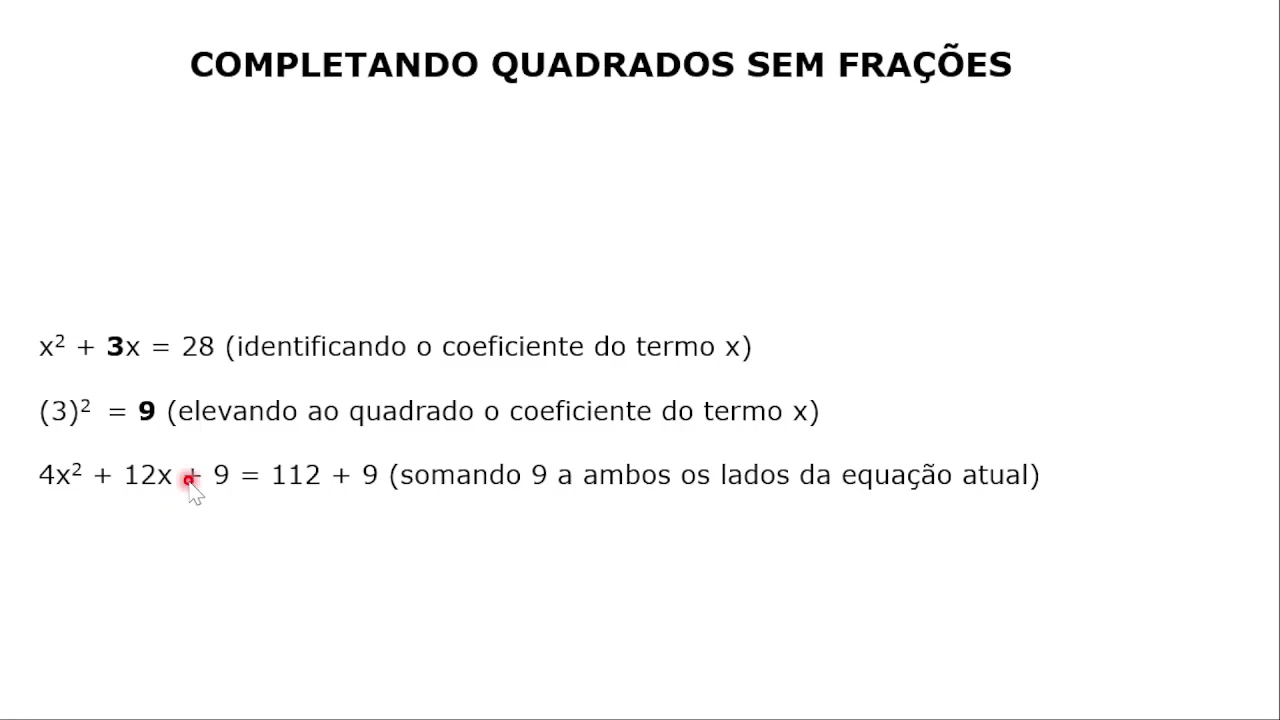 COMPLETANDO QUADRADOS SEM FRAÇÕES
x² + 3x = 28 (identificando o coeficiente do termo x)
(3)² = 9 (elevando ao quadrado o coeficiente do termo x)
4x² + 12x + 9 = 112 + 9 (somando 9 a ambos os lados da equação atual)